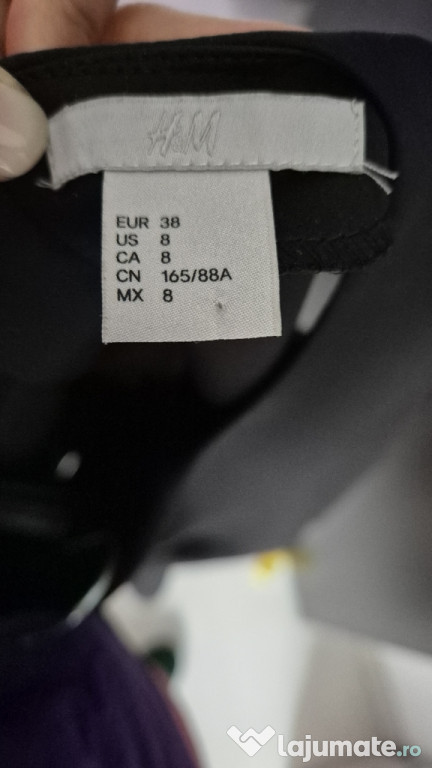 H&M
EUR 38
US 8
CA 8
CN 165/88A
MX 8
lajumate.ro